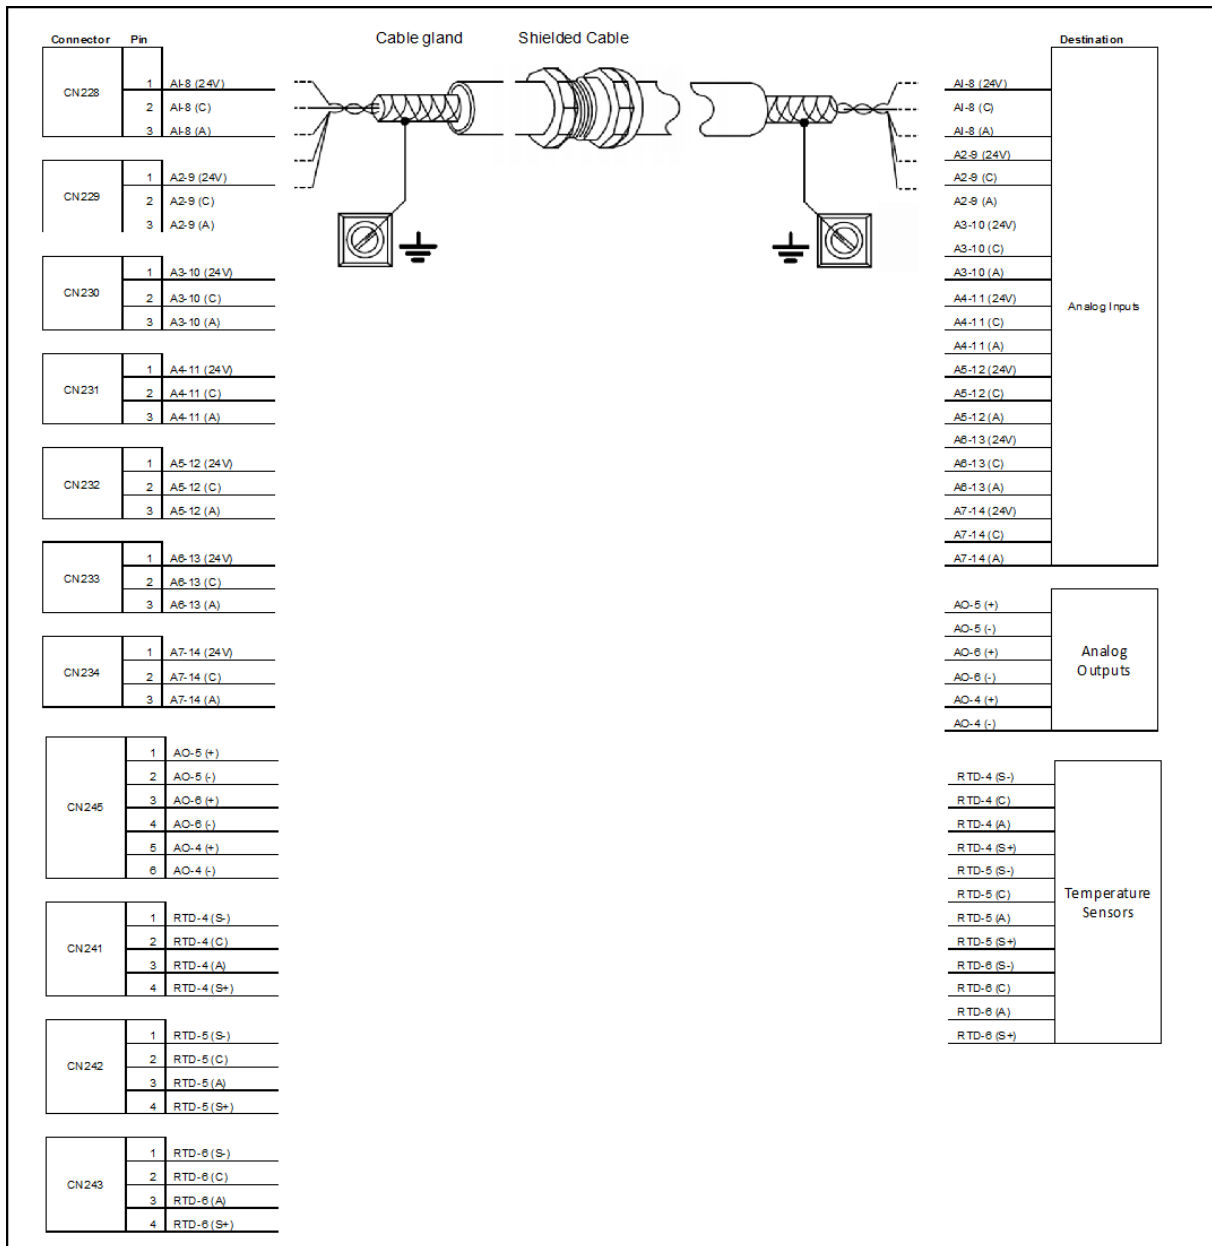 Connector Pin Cable gland Shielded Cable Destination
CN228
1 AI-8 (24V)
2 AI-8 (C)
3 AI-8 (A)
CN229
1 A2-9 (24V)
2 A2-9 (C)
3 A2-9 (A)
CN230
1 A3-10 (24V)
2 A3-10 (C)
3 A3-10 (A)
CN231
1 A4-11 (24V)
2 A4-11 (C)
3 A4-11 (A)
CN232
1 A5-12 (24V)
2 A5-12 (C)
3 A5-12 (A)
CN233
1 A6-13 (24V)
2 A6-13 (C)
3 A6-13 (A)
CN234
1 A7-14 (24V)
2 A7-14 (C)
3 A7-14 (A)
CN245
1 AO-5 (+)
2 AO-5 (-)
3 AO-6 (+)
4 AO-6 (-)
5 AO-4 (+)
6 AO-4 (-)
CN241
1 RTD-4 (S-)
2 RTD-4 (C)
3 RTD-4 (A)
4 RTD-4 (S+)
CN242
1 RTD-5 (S-)
2 RTD-5 (C)
3 RTD-5 (A)
4 RTD-5 (S+)
CN243
1 RTD-6 (S-)
2 RTD-6 (C)
3 RTD-6 (A)
4 RTD-6 (S+)
AI-8 (24V)
AI-8 (C)
AI-8 (A)
A2-9 (24V)
A2-9 (C)
A2-9 (A)
A3-10 (24V)
A3-10 (C)
A3-10 (A)
A4-11 (24V)
A4-11 (C)
A4-11 (A)
A5-12 (24V)
A5-12 (C)
A5-12 (A)
A6-13 (24V)
A6-13 (C)
A6-13 (A)
A7-14 (24V)
A7-14 (C)
A7-14 (A)
Analog Inputs
AO-5 (+)
AO-5 (-)
AO-6 (+)
AO-6 (-)
AO-4 (+)
AO-4 (-)
Analog
Outputs
RTD-4 (S-)
RTD-4 (C)
RTD-4 (A)
RTD-4 (S+)
RTD-5 (S-)
RTD-5 (C)
RTD-5 (A)
RTD-5 (S+)
RTD-6 (S-)
RTD-6 (C)
RTD-6 (A)
RTD-6 (S+)
Temperature
Sensors